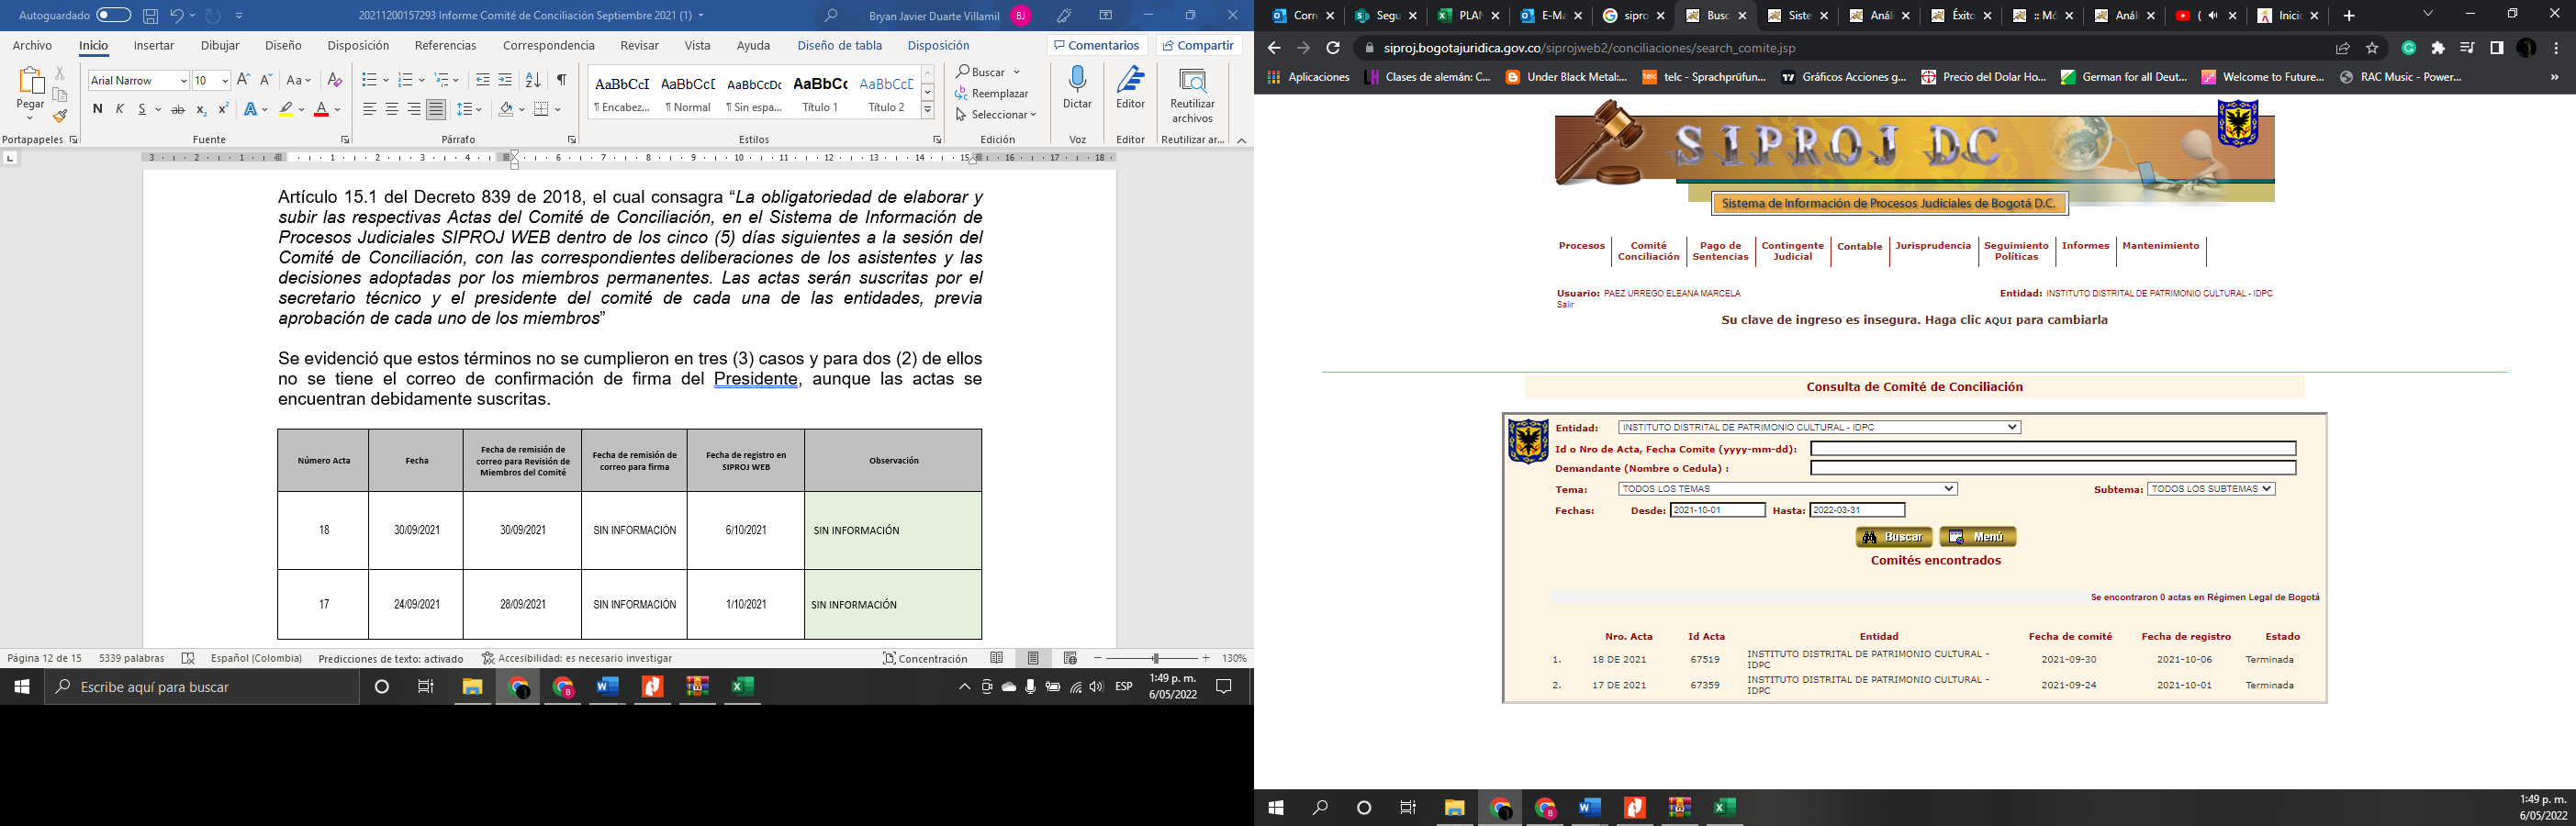 Autoguardado
20211200157293 Informe Comité de Conciliación Septiembre 2021 (1)
Bryan Javier Duarte Villamil
BJ
Archivo Inicio Insertar Dibujar Diseño Disposición Referencias Correspondencia Revisar Vista Ayuda Diseño de tabla Disposición
Comentarios Compartir
Pegar
Portapapeles
Arial Narrow 10
Fuente
Párrafo
AaBbCcI AaBbCcI AaBbCcDc AaBbCc AaBbCcD
¶ Encabez... ¶ Normal ¶ Sin espa... Título 1 Título 2
Estilos
Buscar
Reemplazar
Seleccionar
Edición
Dictar
Voz
Editor
Editor
Reutilizar archivos
Reutilizar ar...
Artículo 15.1 del Decreto 839 de 2018, el cual consagra “La obligatoriedad de elaborar y
subir las respectivas Actas del Comité de Conciliación, en el Sistema de Información de
Procesos Judiciales SIPROJ WEB dentro de los cinco (5) días siguientes a la sesión del
Comité de Conciliación, con las correspondientes deliberaciones de los asistentes y las
decisiones adoptadas por los miembros permanentes. Las actas serán suscritas por el
secretario técnico y el presidente del comité de cada una de las entidades, previa
aprobación de cada uno de los miembros”
Se evidenció que estos términos no se cumplieron en tres (3) casos y para dos (2) de ellos
no se tiene el correo de confirmación de firma del Presidente, aunque las actas se
encuentran debidamente suscritas.
Número Acta
Fecha
Fecha de remisión de
correo para Revisión de
Miembros del Comité
Fecha de remisión de
correo para firma
Fecha de registro en
SIPROJ WEB
Observación
18 30/09/2021 30/09/2021 SIN INFORMACIÓN 6/10/2021 SIN INFORMACIÓN
17 24/09/2021 28/09/2021 SIN INFORMACIÓN 1/10/2021 SIN INFORMACIÓN
Página 12 de 15 5339 palabras Español (Colombia) Predicciones de texto: activado Accesibilidad: es necesario investigar Concentración 130%
Escribe aquí para buscar
ESP
1:49 p. m.
6/05/2022
Corre Segu PLAN E-Ma sipro Busc Siste Análi Éxito :: Mó Análi Inicio
siproj.bogotajuridica.gov.co/siprojweb2/conciliaciones/search_comite.jsp
Aplicaciones Clases de alemán: C... Under Black Metal:... telc - Sprachprüfun... Gráficos Acciones g... Precio del Dolar Ho... German for all Deut... Welcome to Future... RAC Music - Power... »
SIPROJ DC
Sistema de Información de Procesos Judiciales de Bogotá D.C.
Procesos
Comité
Conciliación
Pago de
Sentencias
Contingente
Judicial
Contable
Jurisprudencia
Seguimiento
Políticas
Informes
Mantenimiento
Usuario: PAEZ URREGO ELEANA MARCELA
Entidad: INSTITUTO DISTRITAL DE PATRIMONIO CULTURAL - IDPC
Salir
Su clave de ingreso es insegura. Haga clic AQUI para cambiarla
Consulta de Comité de Conciliación
Entidad: INSTITUTO DISTRITAL DE PATRIMONIO CULTURAL - IDPC
Id o Nro de Acta, Fecha Comite (yyyy-mm-dd):
Demandante (Nombre o Cedula) :
Tema: TODOS LOS TEMAS Subtema: TODOS LOS SUBTEMAS
Fechas: Desde: 2021-10-01 Hasta: 2022-03-31
Buscar Menú
Comités encontrados
Se encontraron 0 actas en Régimen Legal de Bogotá
Nro. Acta Id Acta Entidad Fecha de comité Fecha de registro Estado
1. 18 DE 2021 67519 INSTITUTO DISTRITAL DE PATRIMONIO CULTURAL - IDPC 2021-09-30 2021-10-06 Terminada
2. 17 DE 2021 67359 INSTITUTO DISTRITAL DE PATRIMONIO CULTURAL - IDPC 2021-09-24 2021-10-01 Terminada
1:49 p. m.
6/05/2022